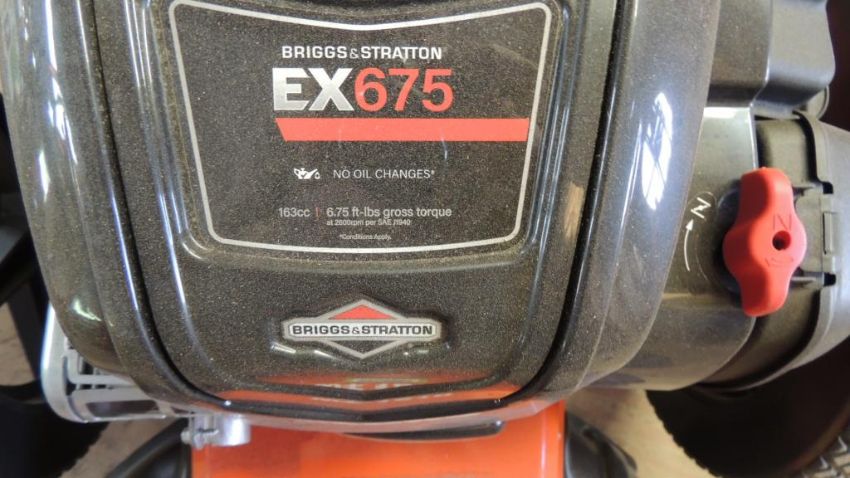 BRIGGS & STRATTON
EX675
NO OIL CHANGES*
163cc | 6.75 ft-lbs gross torque
at 2600rpm per SAE J1940
*Conditions Apply.
BRIGGS & STRATTON